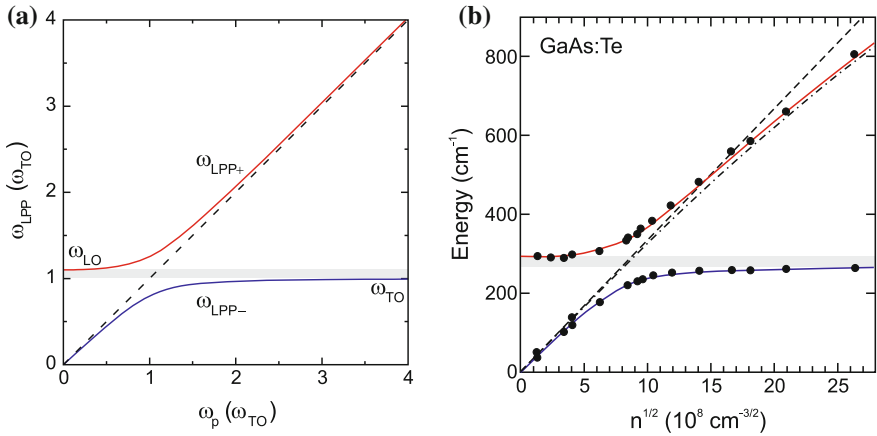 (a)
4
3
2
1
0
0
1
2
3
4
ω_LPP (ω_TO)
ω_p (ω_TO)
ω_LPP+
ω_LO
ω_LPP−
ω_TO
(b)
GaAs:Te
800
600
400
200
0
0
5
10
15
20
25
Energy (cm⁻¹)
n^1/2 (10⁸ cm^-3/2)